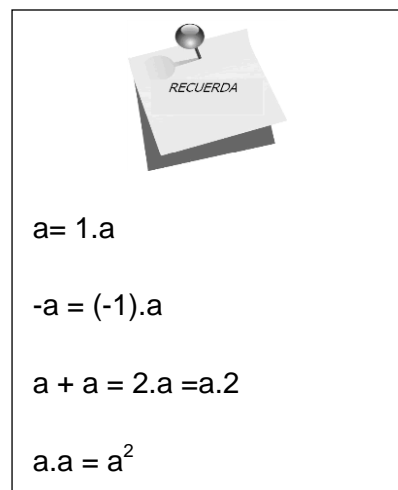 RECUERDA
a= 1.a
-a = (-1).a
a + a = 2.a =a.2
a.a = a²